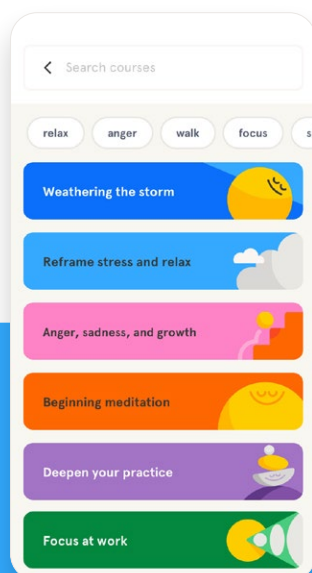 Search courses
relax anger walk focus s
Weathering the storm
Reframe stress and relax
Anger, sadness, and growth
Beginning meditation
Deepen your practice
Focus at work